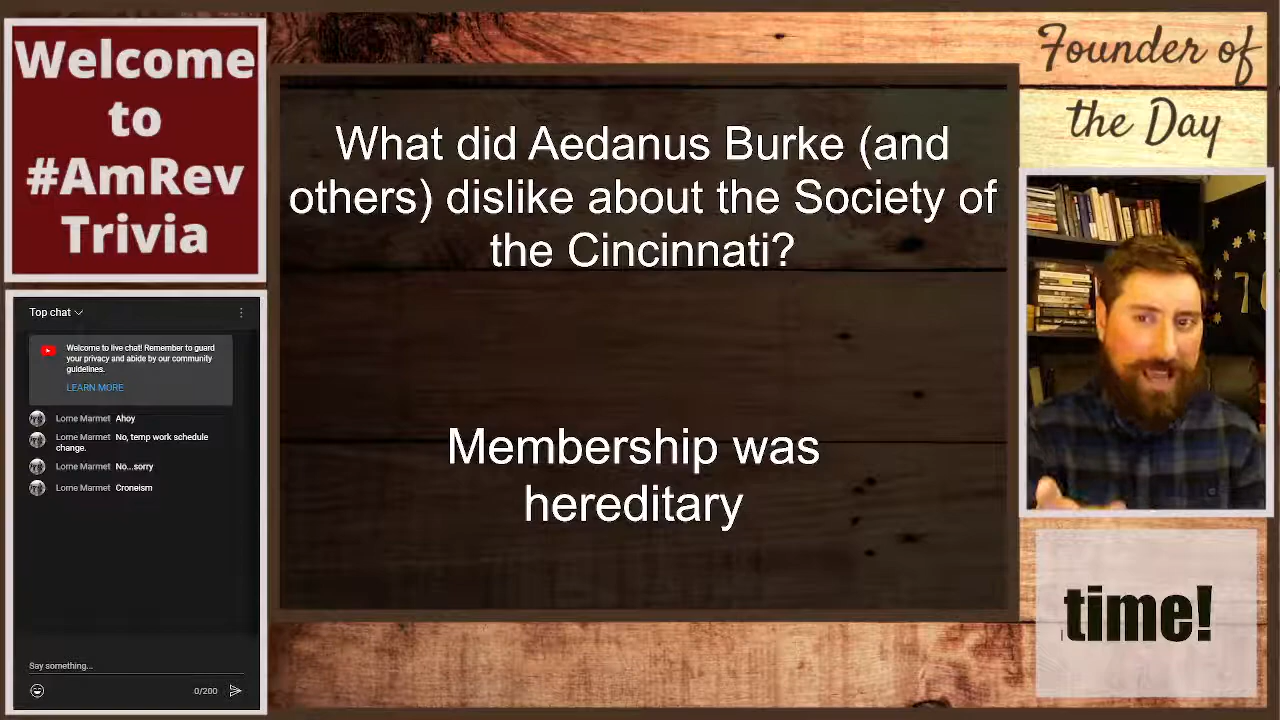 Welcome
to
#AmRev
Trivia
Top chat
Welcome to live chat! Remember to guard
your privacy and abide by our community
guidelines.
LEARN MORE
Lorne Marmet Ahoy
Lorne Marmet No, temp work schedule
change.
Lorne Marmet No...sorry
Lorne Marmet Croneism
Say something...
0/200
What did Aedanus Burke (and
others) dislike about the Society of
the Cincinnati?
Membership was
hereditary
Founder of
the Day
time!